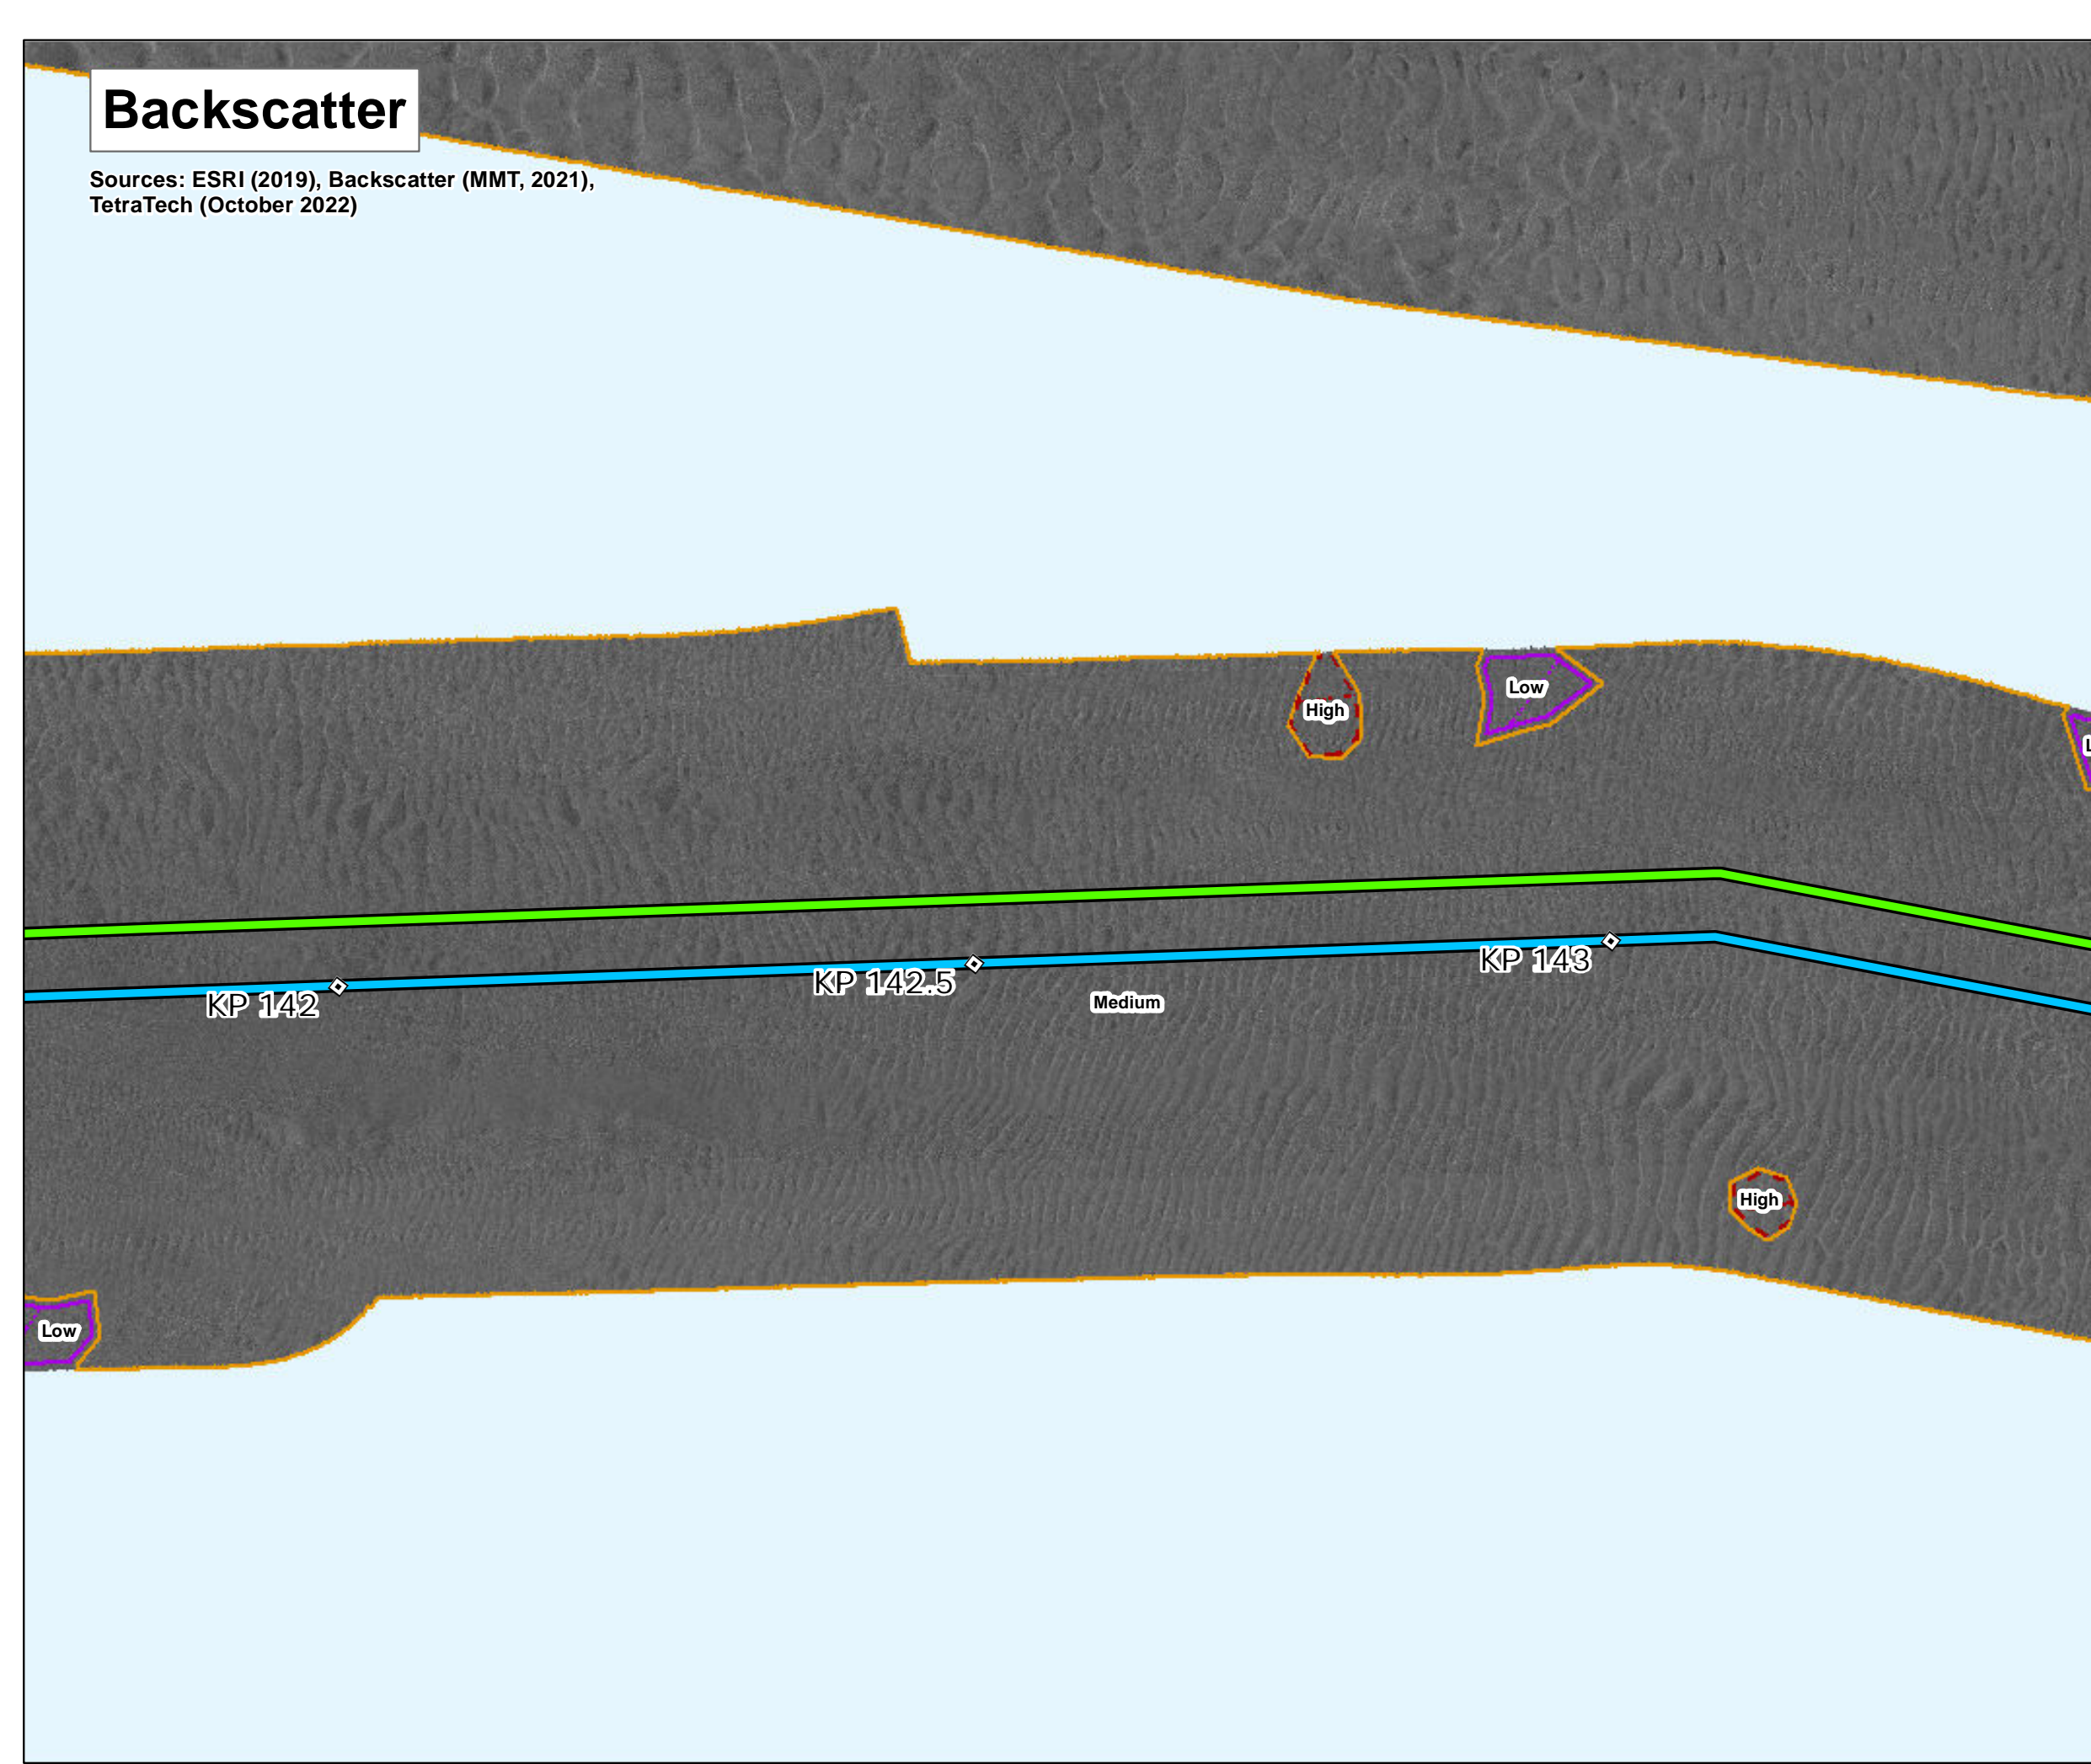 Backscatter
Sources: ESRI (2019), Backscatter (MMT, 2021),
TetraTech (October 2022)
Low
High
KP 143
KP 142.5
KP 142
Medium
High
Low